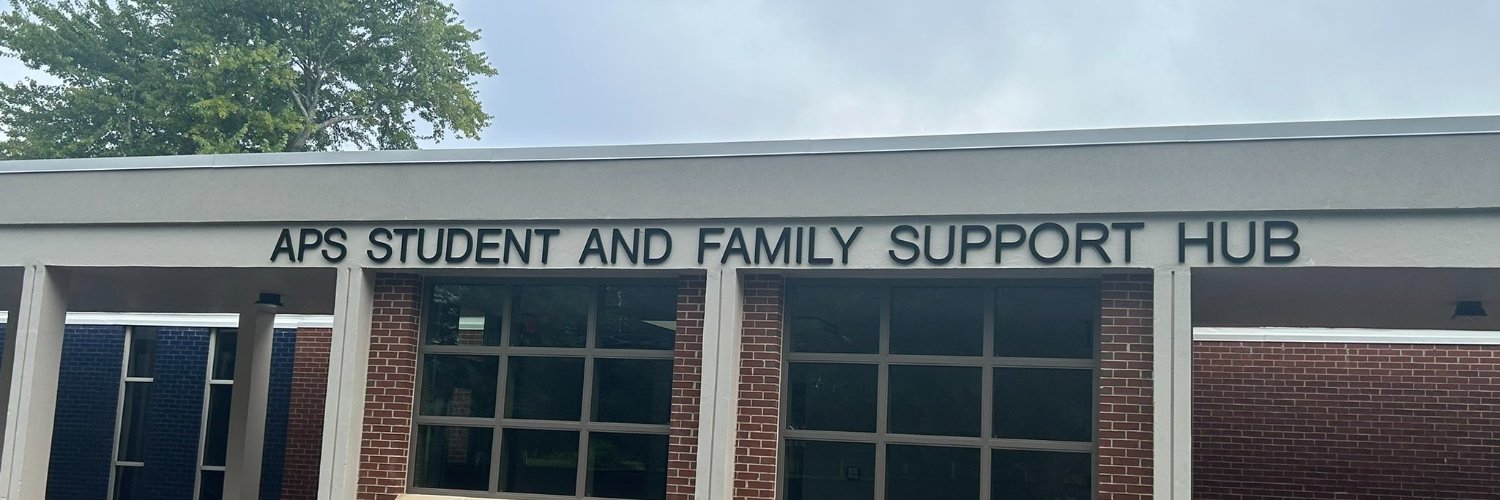 APS STUDENT AND FAMILY SUPPORT HUB